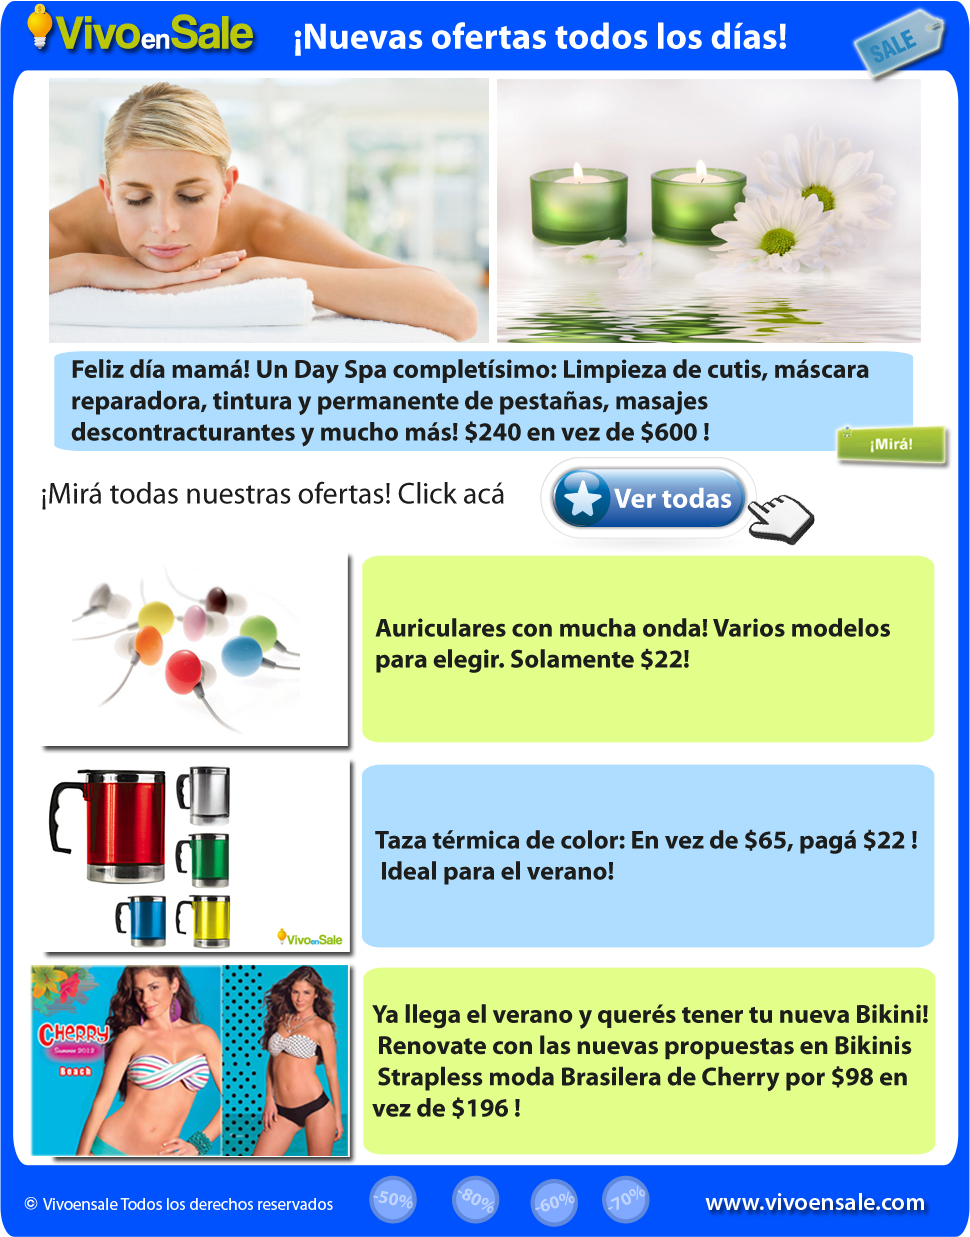 VivoenSale
¡Nuevas ofertas todos los días!
SALE
Feliz día mamá! Un Day Spa completísimo: Limpieza de cutis, máscara
reparadora, tintura y permanente de pestañas, masajes
descontracturantes y mucho más! $240 en vez de $600 !
¡Mirá!
¡Mirá todas nuestras ofertas! Click acá
Ver todas
Auriculares con mucha onda! Varios modelos
para elegir. Solamente $22!
Taza térmica de color: En vez de $65, pagá $22 !
Ideal para el verano!
VivoenSale
CHERRY
Summer 2012
Beach
Ya llega el verano y querés tener tu nueva Bikini!
Renovate con las nuevas propuestas en Bikinis
Strapless moda Brasilera de Cherry por $98 en
vez de $196 !
© Vivoensale Todos los derechos reservados
-50%
-80%
-60%
-70%
www.vivoensale.com